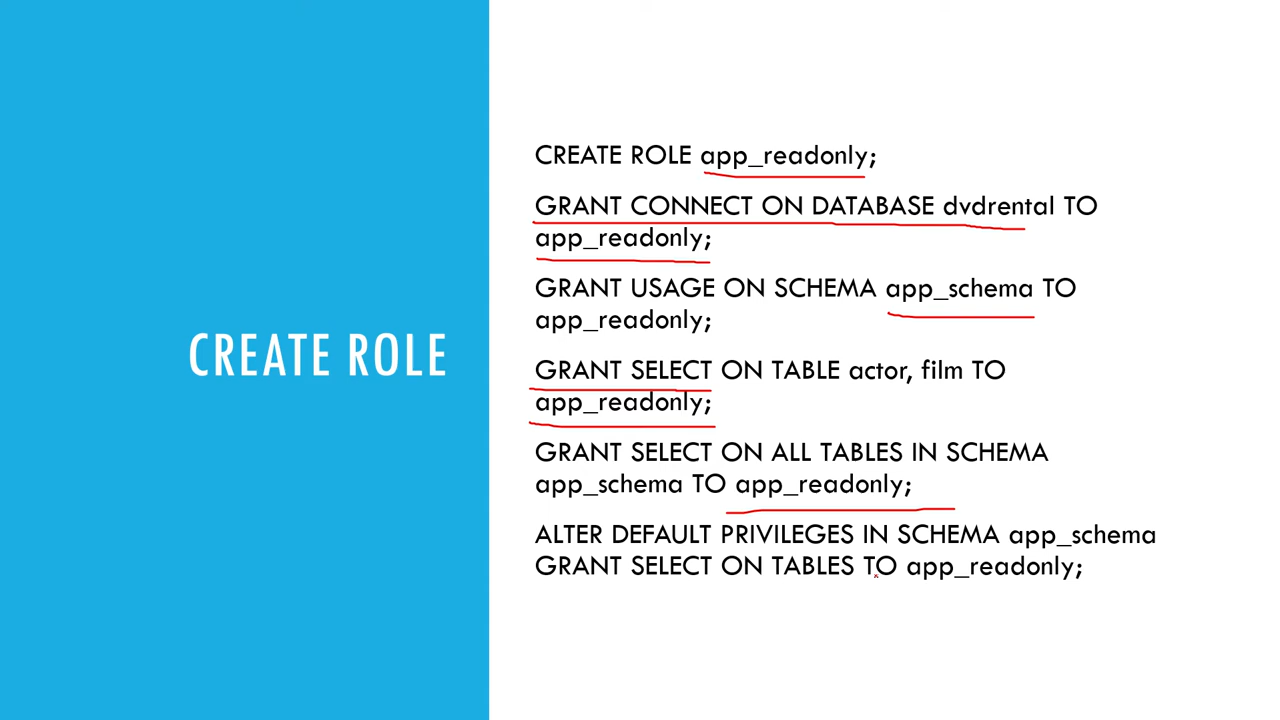 CREATE ROLE
CREATE ROLE app_readonly;
GRANT CONNECT ON DATABASE dvdrental TO
app_readonly;
GRANT USAGE ON SCHEMA app_schema TO
app_readonly;
GRANT SELECT ON TABLE actor, film TO
app_readonly;
GRANT SELECT ON ALL TABLES IN SCHEMA
app_schema TO app_readonly;
ALTER DEFAULT PRIVILEGES IN SCHEMA app_schema
GRANT SELECT ON TABLES TO app_readonly;